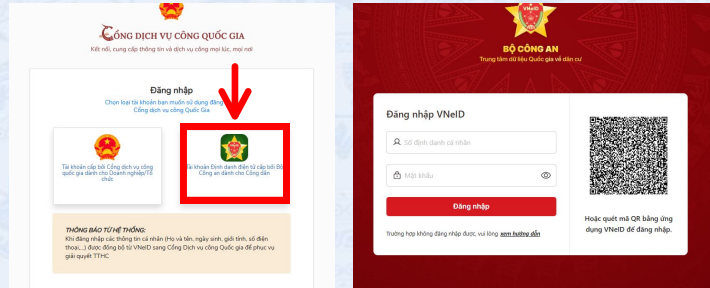 CỔNG DỊCH VỤ CÔNG QUỐC GIA
Kết nối, cung cấp thông tin và dịch vụ công mọi lúc, mọi nơi
Đăng nhập
Chọn loại tài khoản bạn muốn sử dụng đăng
Cổng dịch vụ công Quốc Gia
Tài khoản cấp bởi Cổng dịch vụ công
quốc gia dành cho Doanh nghiệp/Tổ
chức
Tài khoản Định danh điện tử cấp bởi Bộ
Công an dành cho Công dân
THÔNG BÁO TỪ HỆ THỐNG:
Khi đăng nhập các thông tin cá nhân (Họ và tên, ngày sinh, giới tính, số điện
thoại,...) được đồng bộ từ VNeID sang Cổng Dịch vụ công Quốc gia để phục vụ
giải quyết TTHC
VNeID
BỘ CÔNG AN
Trung tâm dữ liệu Quốc gia về dân cư
Đăng nhập VNeID
Số định danh cá nhân
Mật khẩu
Đăng nhập
Trường hợp không đăng nhập được, vui lòng xem hướng dẫn
Hoặc quét mã QR bằng ứng
dụng VNeID để đăng nhập.